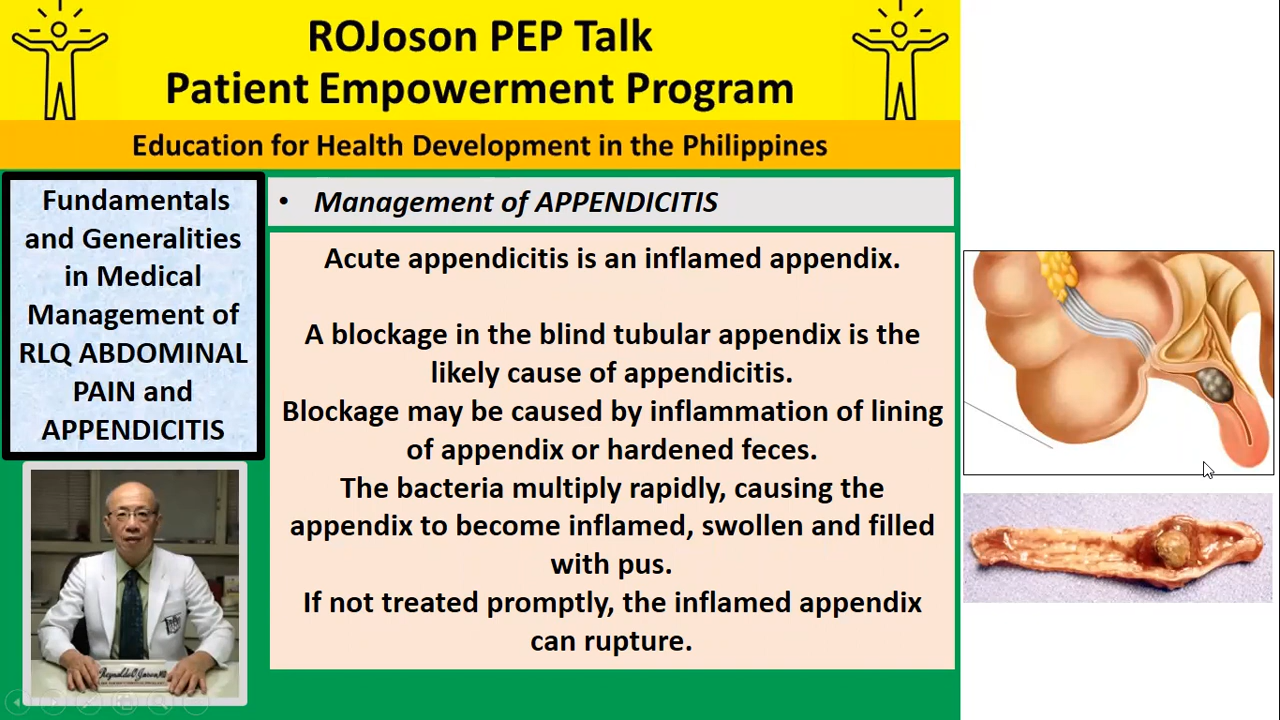 ROJoson PEP Talk
Patient Empowerment Program
Education for Health Development in the Philippines
Fundamentals
and Generalities
in Medical
Management of
RLQ ABDOMINAL
PAIN and
APPENDICITIS
• Management of APPENDICITIS
Acute appendicitis is an inflamed appendix.
A blockage in the blind tubular appendix is the
likely cause of appendicitis.
Blockage may be caused by inflammation of lining
of appendix or hardened feces.
The bacteria multiply rapidly, causing the
appendix to become inflamed, swollen and filled
with pus.
If not treated promptly, the inflamed appendix
can rupture.